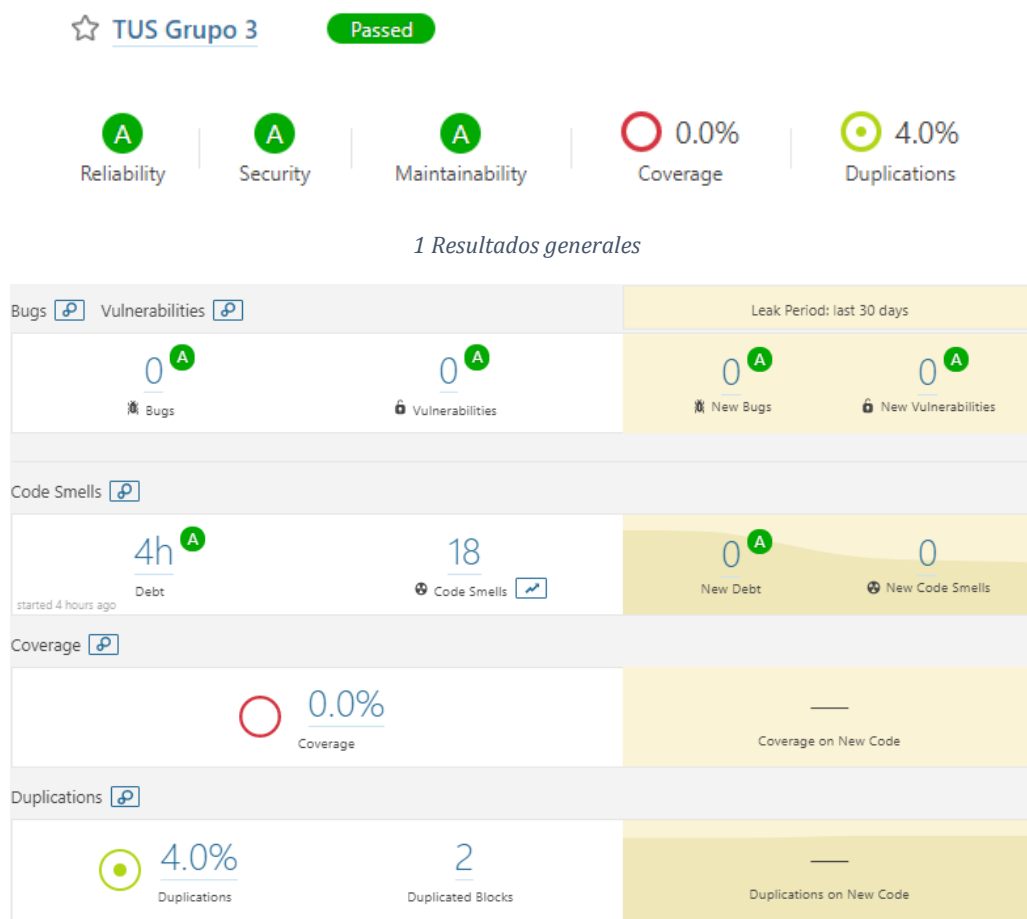 TUS Grupo 3 Passed
A A A 0.0% 4.0%
Reliability Security Maintainability Coverage Duplications
1 Resultados generales
Bugs Vulnerabilities Leak Period: last 30 days
0 A 0 A 0 A 0 A
Bugs Vulnerabilities New Bugs New Vulnerabilities
Code Smells
4h A 18 0 A 0
Debt Code Smells New Debt New Code Smells
started 4 hours ago
Coverage
0.0% —
Coverage Coverage on New Code
Duplications
4.0% 2 —
Duplications Duplicated Blocks Duplications on New Code